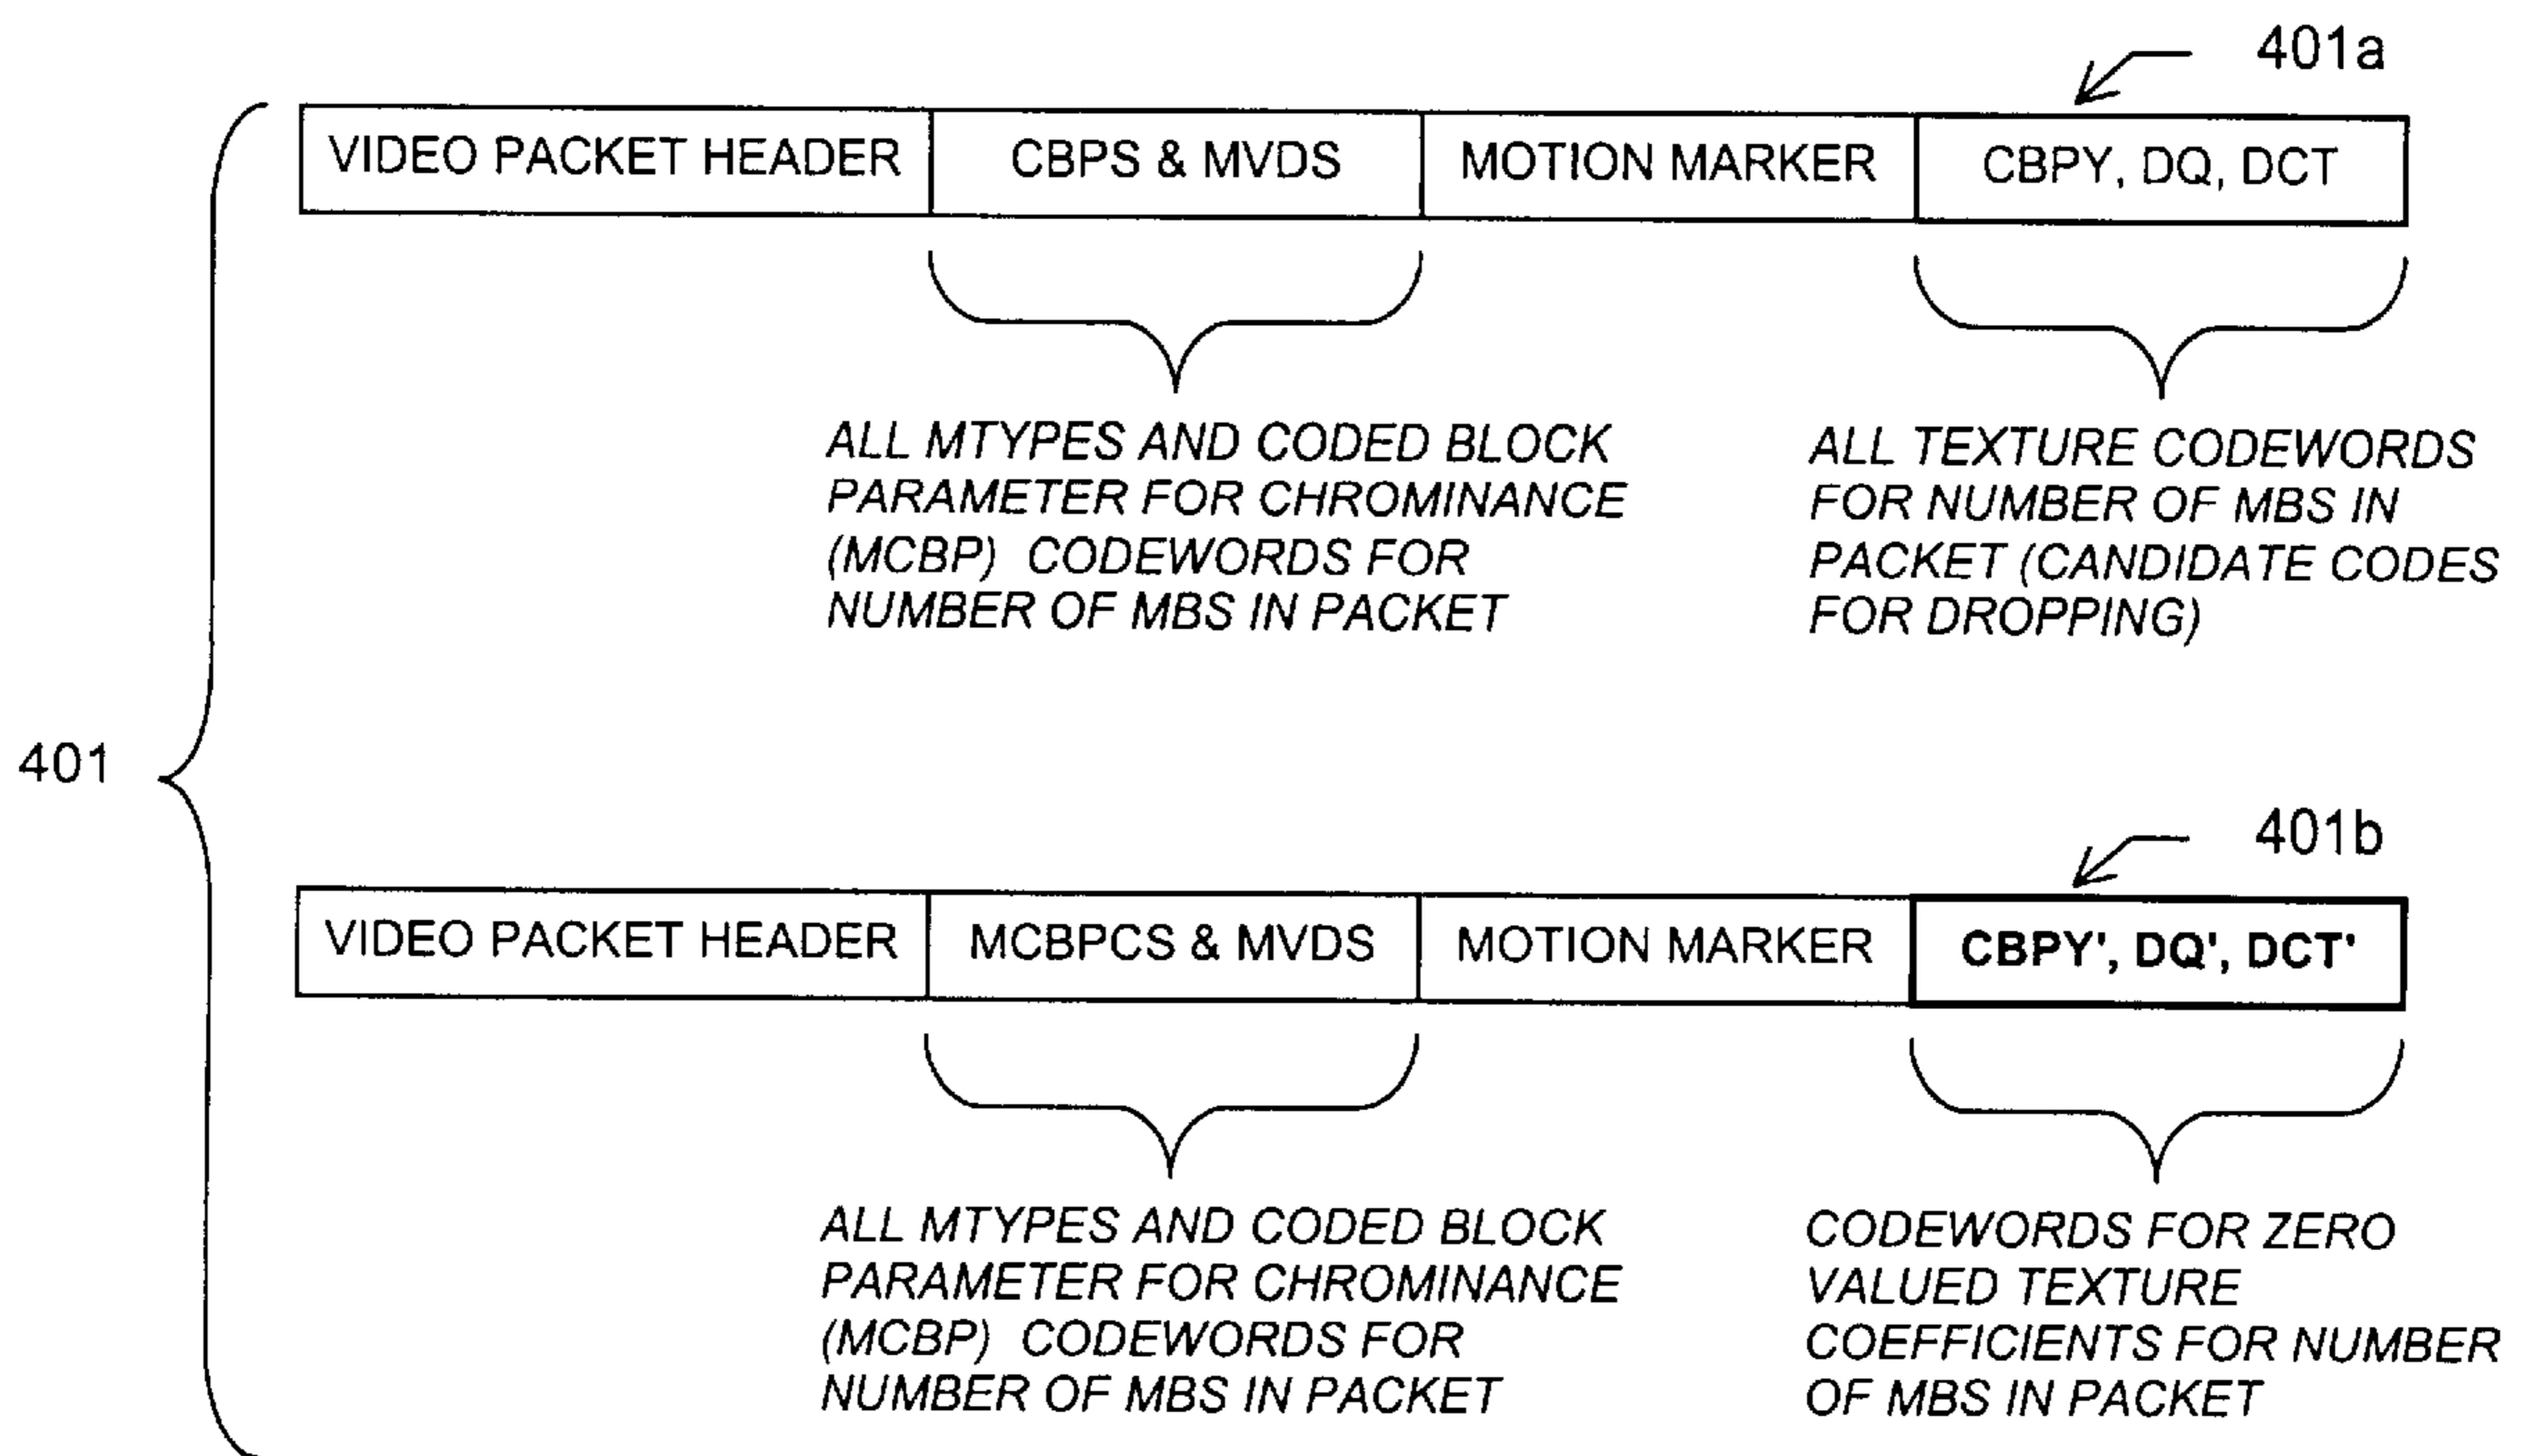 401a
VIDEO PACKET HEADER CBPS & MVDS MOTION MARKER CBPY, DQ, DCT
ALL MTYPES AND CODED BLOCK
PARAMETER FOR CHROMINANCE
(MCBP) CODEWORDS FOR
NUMBER OF MBS IN PACKET
ALL TEXTURE CODEWORDS
FOR NUMBER OF MBS IN
PACKET (CANDIDATE CODES
FOR DROPPING)
401
401b
VIDEO PACKET HEADER MCBPCS & MVDS MOTION MARKER CBPY', DQ', DCT'
ALL MTYPES AND CODED BLOCK
PARAMETER FOR CHROMINANCE
(MCBP) CODEWORDS FOR
NUMBER OF MBS IN PACKET
CODEWORDS FOR ZERO
VALUED TEXTURE
COEFFICIENTS FOR NUMBER
OF MBS IN PACKET